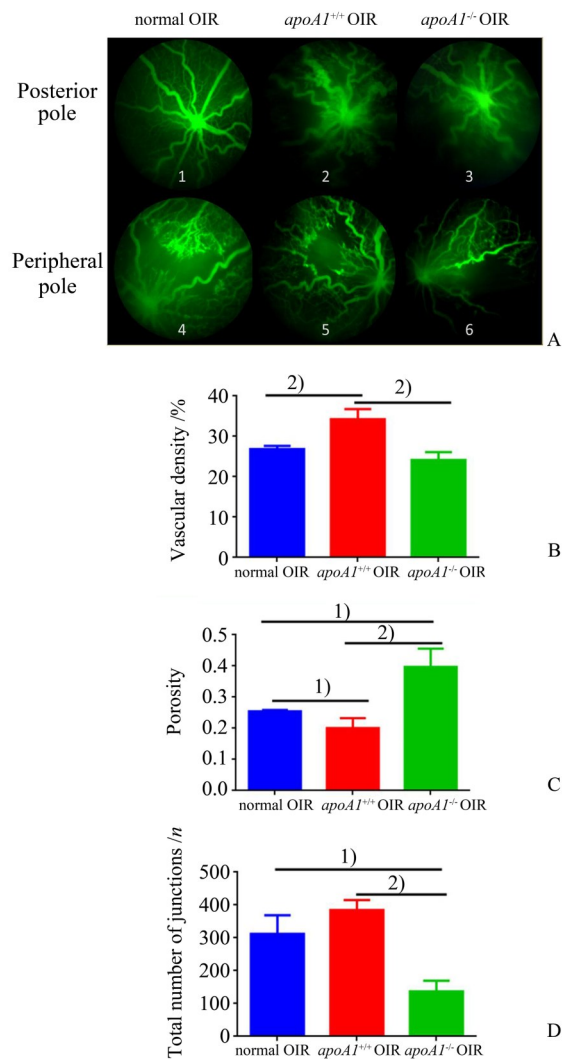 normal OIR apoA1+/+ OIR apoA1-/- OIR
Posterior
pole
1 2 3
Peripheral
pole
4 5 6
A
Vascular density /%
40
30
20
10
0
2) 2)
normal OIR apoA1+/+ OIR apoA1-/- OIR
B
Porosity
0.5
0.4
0.3
0.2
0.1
0.0
1)
2)
1)
normal OIR apoA1+/+ OIR apoA1-/- OIR
C
Total number of junctions /n
500
400
300
200
100
0
1)
2)
normal OIR apoA1+/+ OIR apoA1-/- OIR
D